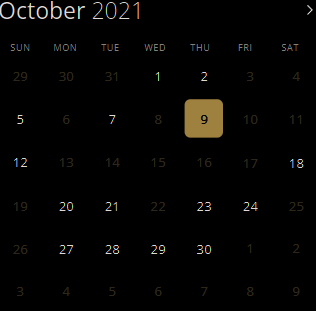 October 2021
SUN MON TUE WED THU FRI SAT
29 30 31 1 2 3 4
5 6 7 8 9 10 11
12 13 14 15 16 17 18
19 20 21 22 23 24 25
26 27 28 29 30 1 2
3 4 5 6 7 8 9